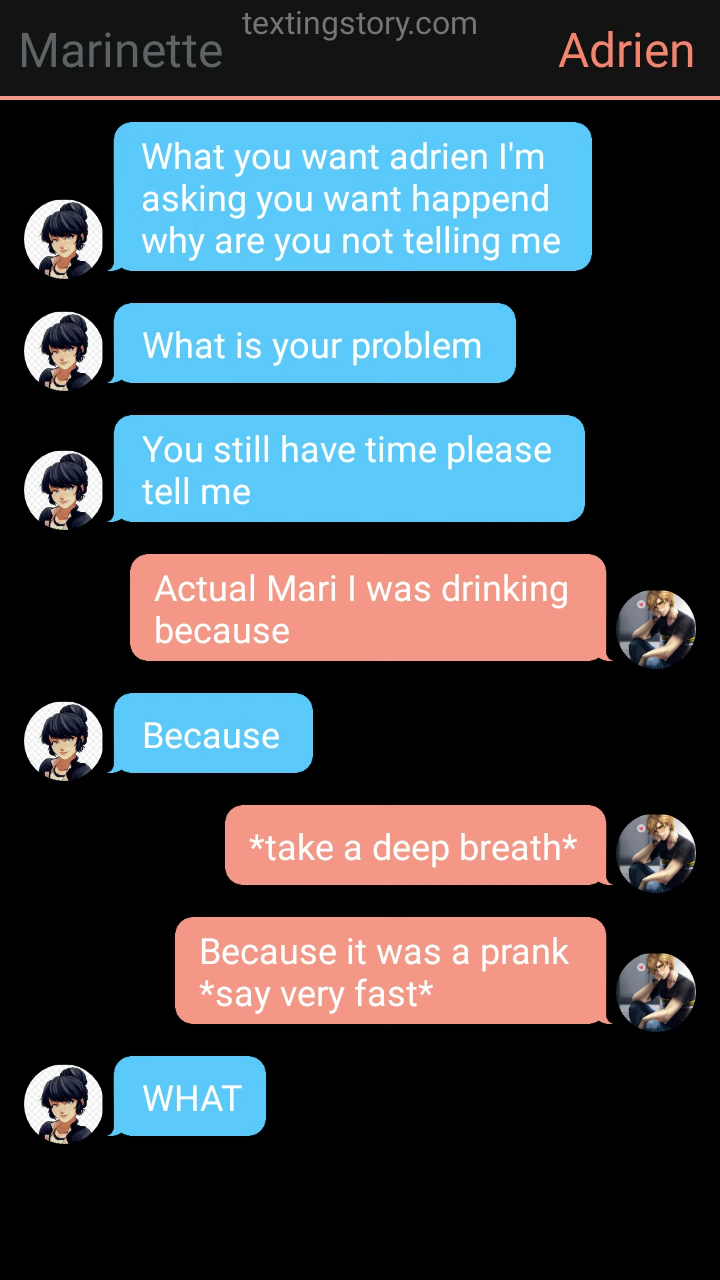 textingstory.com
Marinette
Adrien
What you want adrien I'm
asking you want happend
why are you not telling me
What is your problem
You still have time please
tell me
Actual Mari I was drinking
because
Because
*take a deep breath*
Because it was a prank
*say very fast*
WHAT